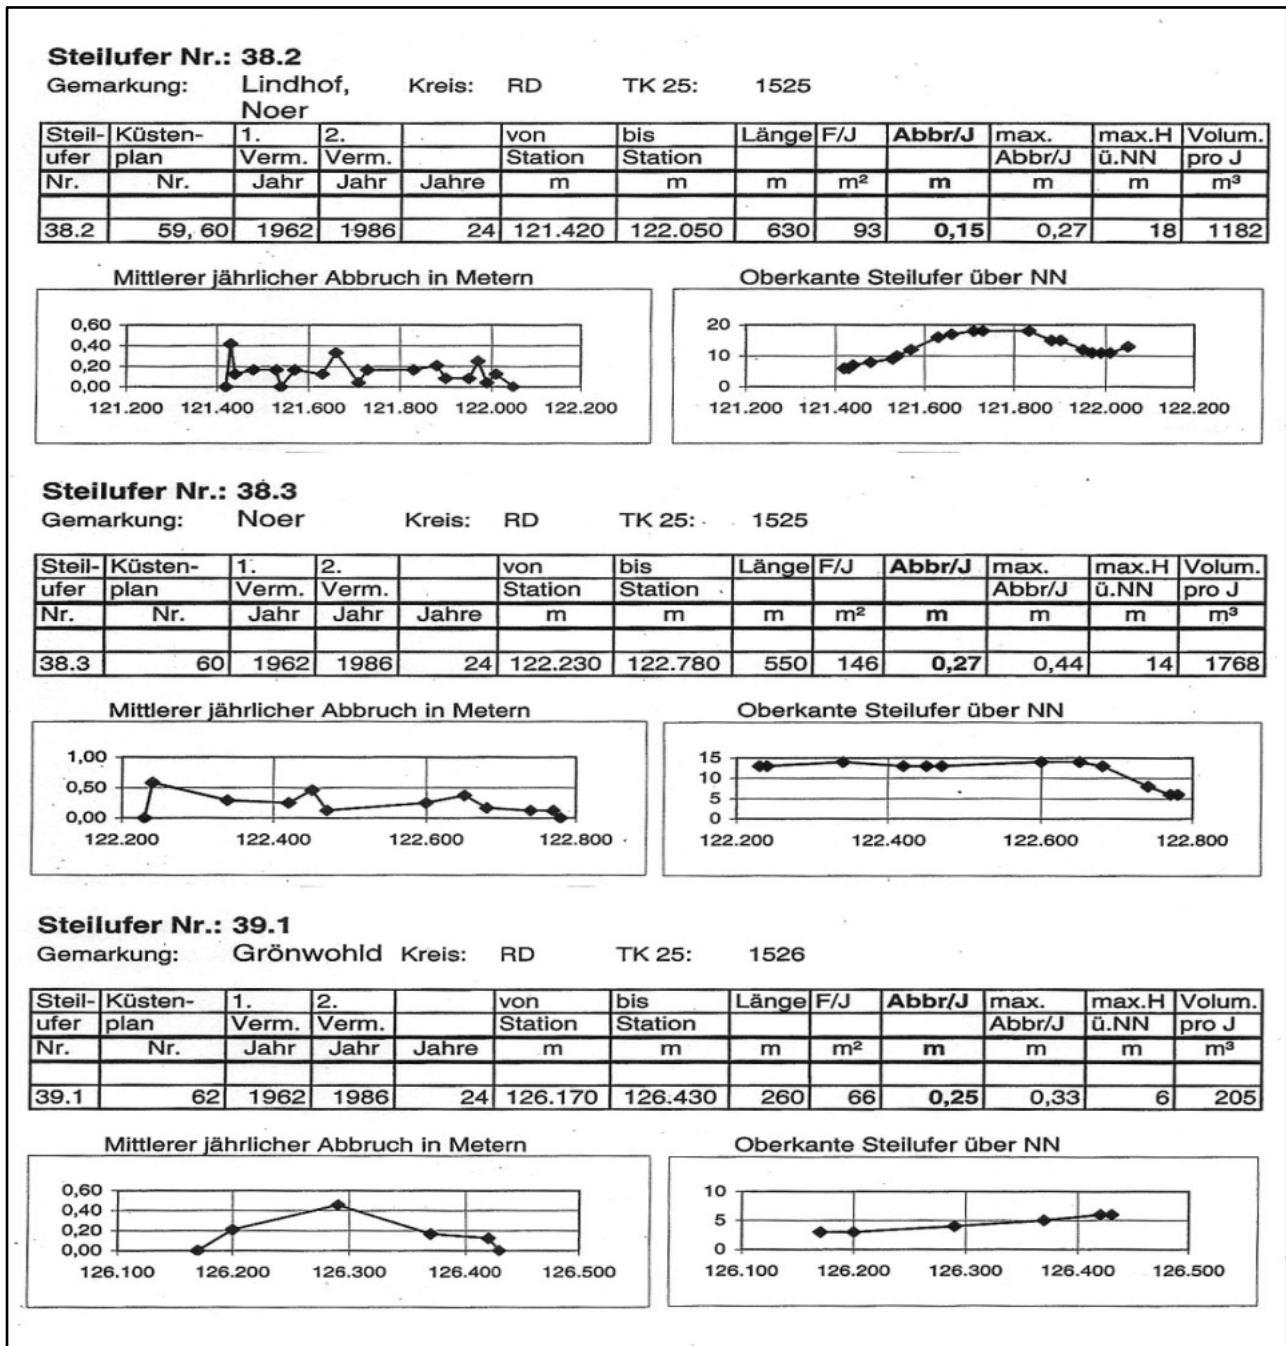 Steilufer Nr.: 38.2
Gemarkung: Lindhof, Kreis: RD TK 25: 1525
Noer
Steil- Küsten- 1. 2. von bis Länge F/J Abbr/J max. max.H Volum.
ufer plan Verm. Verm. Station Station Abbr/J ü.NN pro J
Nr. Nr. Jahr Jahr Jahre m m m m² m m m m³
38.2 59, 60 1962 1986 24 121.420 122.050 630 93 0,15 0,27 18 1182
Mittlerer jährlicher Abbruch in Metern Oberkante Steilufer über NN
0,60 20
0,40 10
0,20 0
0,00
121.200 121.400 121.600 121.800 122.000 122.200 121.200 121.400 121.600 121.800 122.000 122.200
Steilufer Nr.: 38.3
Gemarkung: Noer Kreis: RD TK 25: 1525
Steil- Küsten- 1. 2. von bis Länge F/J Abbr/J max. max.H Volum.
ufer plan Verm. Verm. Station Station Abbr/J ü.NN pro J
Nr. Nr. Jahr Jahr Jahre m m m m² m m m m³
38.3 60 1962 1986 24 122.230 122.780 550 146 0,27 0,44 14 1768
Mittlerer jährlicher Abbruch in Metern Oberkante Steilufer über NN
1,00 15
0,50 10
0,00 5
0
122.200 122.400 122.600 122.800 122.200 122.400 122.600 122.800
Steilufer Nr.: 39.1
Gemarkung: Grönwohld Kreis: RD TK 25: 1526
Steil- Küsten- 1. 2. von bis Länge F/J Abbr/J max. max.H Volum.
ufer plan Verm. Verm. Station Station Abbr/J ü.NN pro J
Nr. Nr. Jahr Jahr Jahre m m m m² m m m m³
39.1 62 1962 1986 24 126.170 126.430 260 66 0,25 0,33 6 205
Mittlerer jährlicher Abbruch in Metern Oberkante Steilufer über NN
0,60 10
0,40 5
0,20 0
0,00
126.100 126.200 126.300 126.400 126.500 126.100 126.200 126.300 126.400 126.500